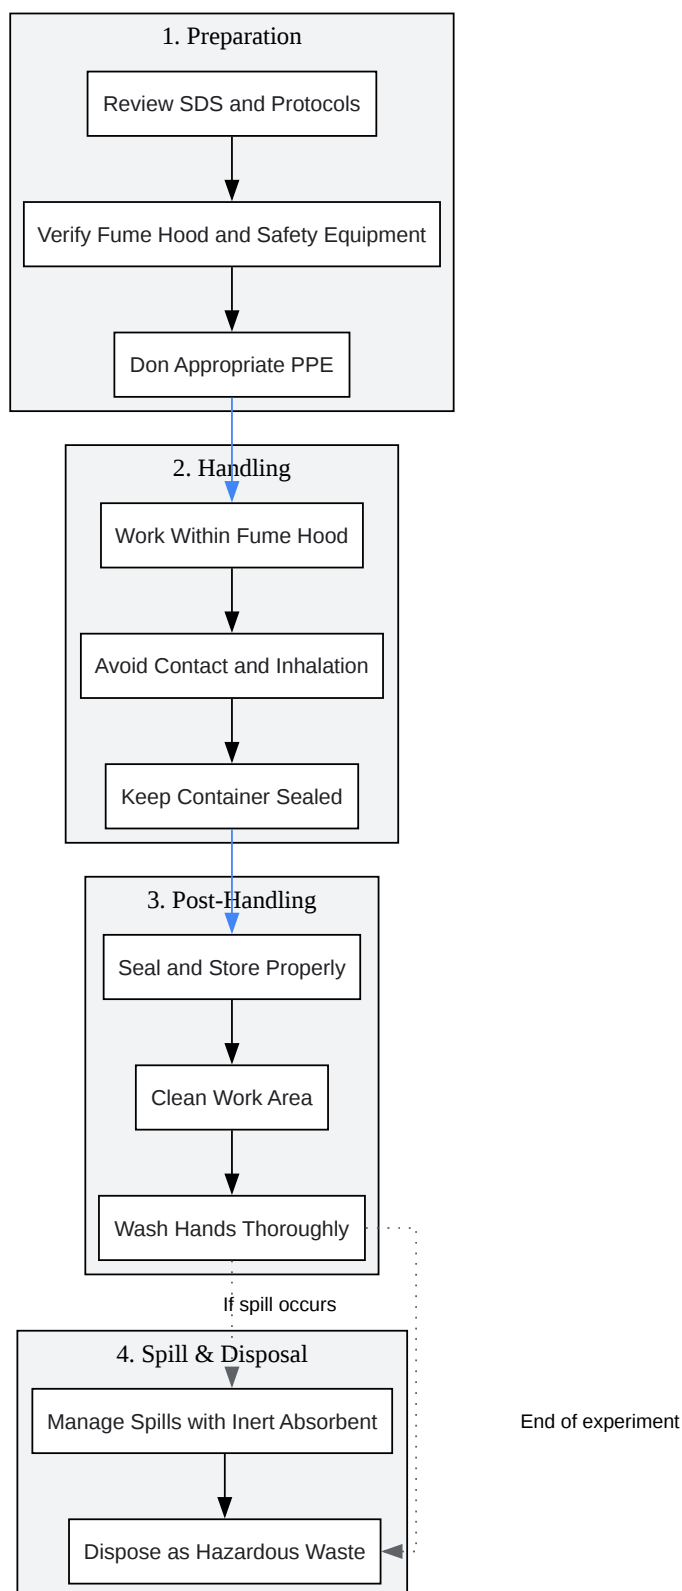 1. Preparation
Review SDS and Protocols
Verify Fume Hood and Safety Equipment
Don Appropriate PPE
2. Handling
Work Within Fume Hood
Avoid Contact and Inhalation
Keep Container Sealed
3. Post-Handling
Seal and Store Properly
Clean Work Area
Wash Hands Thoroughly
If spill occurs
4. Spill & Disposal
Manage Spills with Inert Absorbent
End of experiment
Dispose as Hazardous Waste